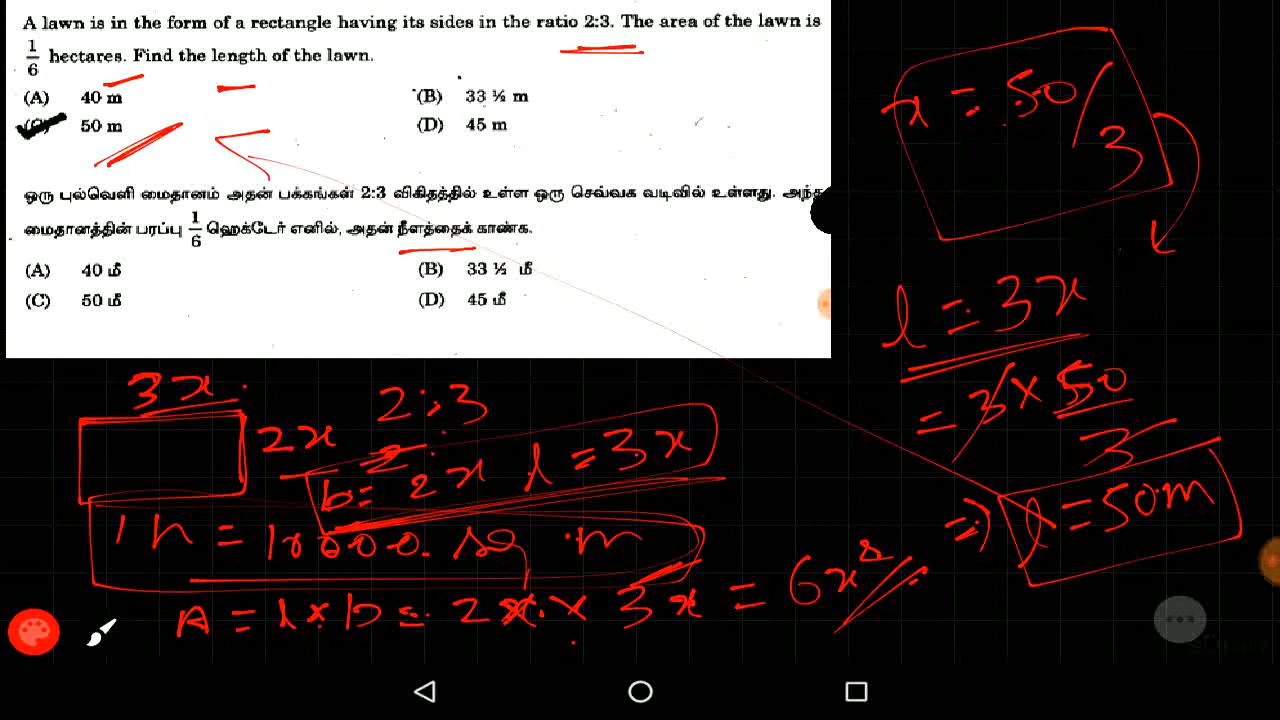 A lawn is in the form of a rectangle having its sides in the ratio 2:3. The area of the lawn is
1/6 hectares. Find the length of the lawn.
(A) 40 m (B) 33 ⅓ m
(C) 50 m (D) 45 m
ஒரு புல்வெளி மைதானம் அதன் பக்கங்கள் 2:3 விகிதத்தில் உள்ள ஒரு செவ்வக வடிவில் உள்ளது. அந்த
மைதானத்தின் பரப்பு 1/6 ஹெக்டேர் எனில், அதன் நீளத்தைக் காண்க.
(A) 40 மீ (B) 33 ⅓ மீ
(C) 50 மீ (D) 45 மீ
x = 50/3
l = 3x
= 3 × 50/3
⇒ l = 50 m
3x
2x
2:3
b = 2x l = 3x
1 h = 10000 sq m
A = l × b = 2x × 3x = 6x²